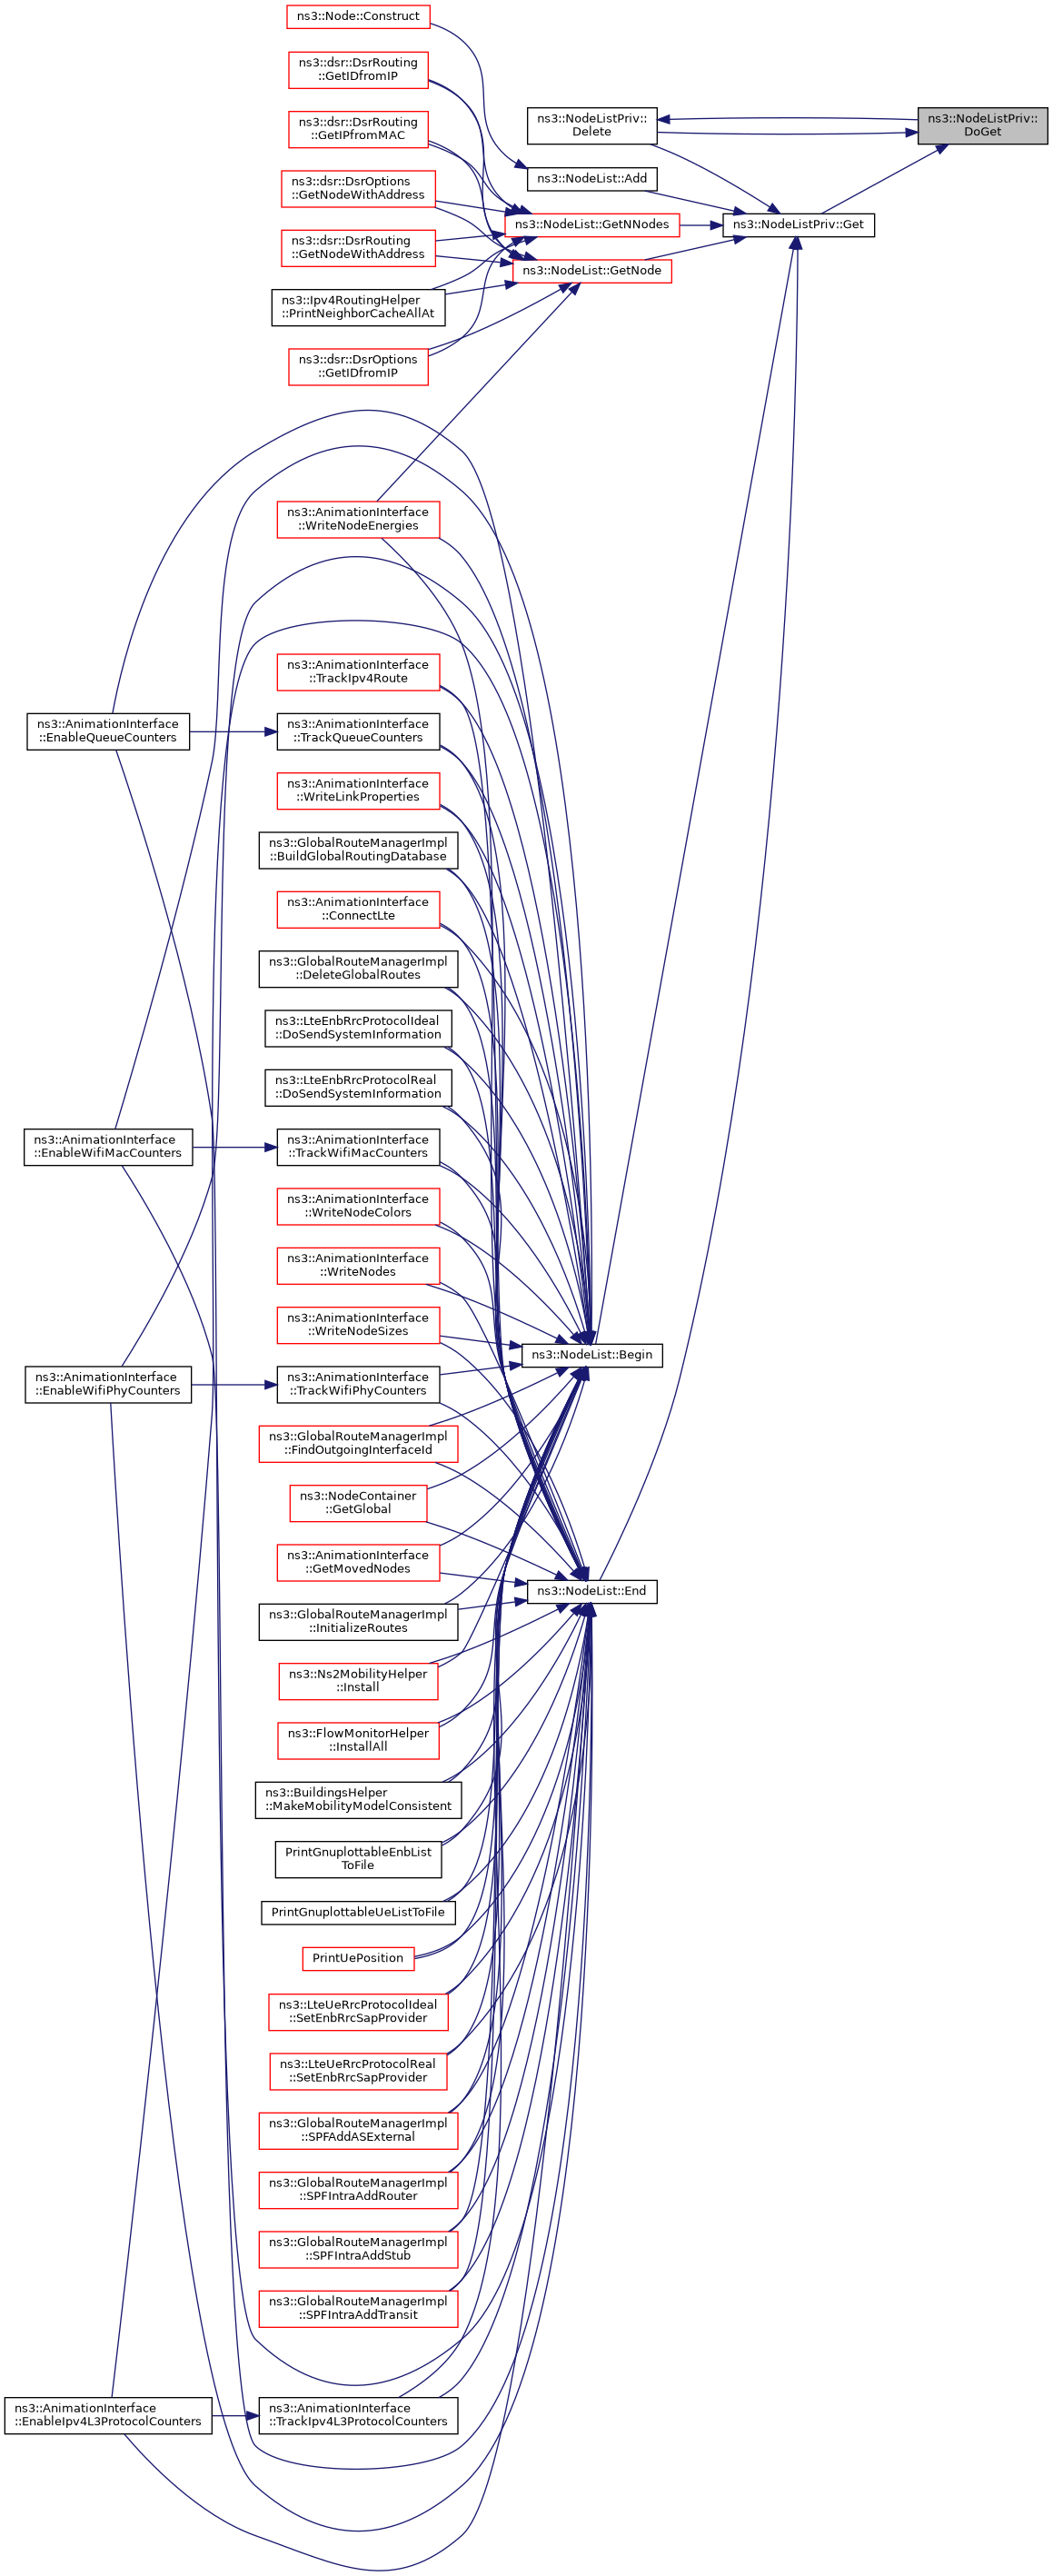 ns3::Node::Construct
ns3::dsr::DsrRouting
::GetIDfromIP
ns3::dsr::DsrRouting
::GetIPfromMAC
ns3::dsr::DsrOptions
::GetNodeWithAddress
ns3::dsr::DsrRouting
::GetNodeWithAddress
ns3::Ipv4RoutingHelper
::PrintNeighborCacheAllAt
ns3::dsr::DsrOptions
::GetIDfromIP
ns3::NodeListPriv::
Delete
ns3::NodeList::Add
ns3::NodeList::GetNNodes
ns3::NodeList::GetNode
ns3::NodeListPriv::
DoGet
ns3::NodeListPriv::Get
ns3::AnimationInterface
::WriteNodeEnergies
ns3::AnimationInterface
::TrackIpv4Route
ns3::AnimationInterface
::EnableQueueCounters
ns3::AnimationInterface
::TrackQueueCounters
ns3::AnimationInterface
::WriteLinkProperties
ns3::GlobalRouteManagerImpl
::BuildGlobalRoutingDatabase
ns3::AnimationInterface
::ConnectLte
ns3::GlobalRouteManagerImpl
::DeleteGlobalRoutes
ns3::LteEnbRrcProtocolIdeal
::DoSendSystemInformation
ns3::LteEnbRrcProtocolReal
::DoSendSystemInformation
ns3::AnimationInterface
::EnableWifiMacCounters
ns3::AnimationInterface
::TrackWifiMacCounters
ns3::AnimationInterface
::WriteNodeColors
ns3::AnimationInterface
::WriteNodes
ns3::AnimationInterface
::WriteNodeSizes
ns3::NodeList::Begin
ns3::AnimationInterface
::EnableWifiPhyCounters
ns3::AnimationInterface
::TrackWifiPhyCounters
ns3::GlobalRouteManagerImpl
::FindOutgoingInterfaceId
ns3::NodeContainer
::GetGlobal
ns3::AnimationInterface
::GetMovedNodes
ns3::NodeList::End
ns3::GlobalRouteManagerImpl
::InitializeRoutes
ns3::Ns2MobilityHelper
::Install
ns3::FlowMonitorHelper
::InstallAll
ns3::BuildingsHelper
::MakeMobilityModelConsistent
PrintGnuplottableEnbList
ToFile
PrintGnuplottableUeListToFile
PrintUePosition
ns3::LteUeRrcProtocolIdeal
::SetEnbRrcSapProvider
ns3::LteUeRrcProtocolReal
::SetEnbRrcSapProvider
ns3::GlobalRouteManagerImpl
::SPFAddASExternal
ns3::GlobalRouteManagerImpl
::SPFIntraAddRouter
ns3::GlobalRouteManagerImpl
::SPFIntraAddStub
ns3::GlobalRouteManagerImpl
::SPFIntraAddTransit
ns3::AnimationInterface
::EnableIpv4L3ProtocolCounters
ns3::AnimationInterface
::TrackIpv4L3ProtocolCounters